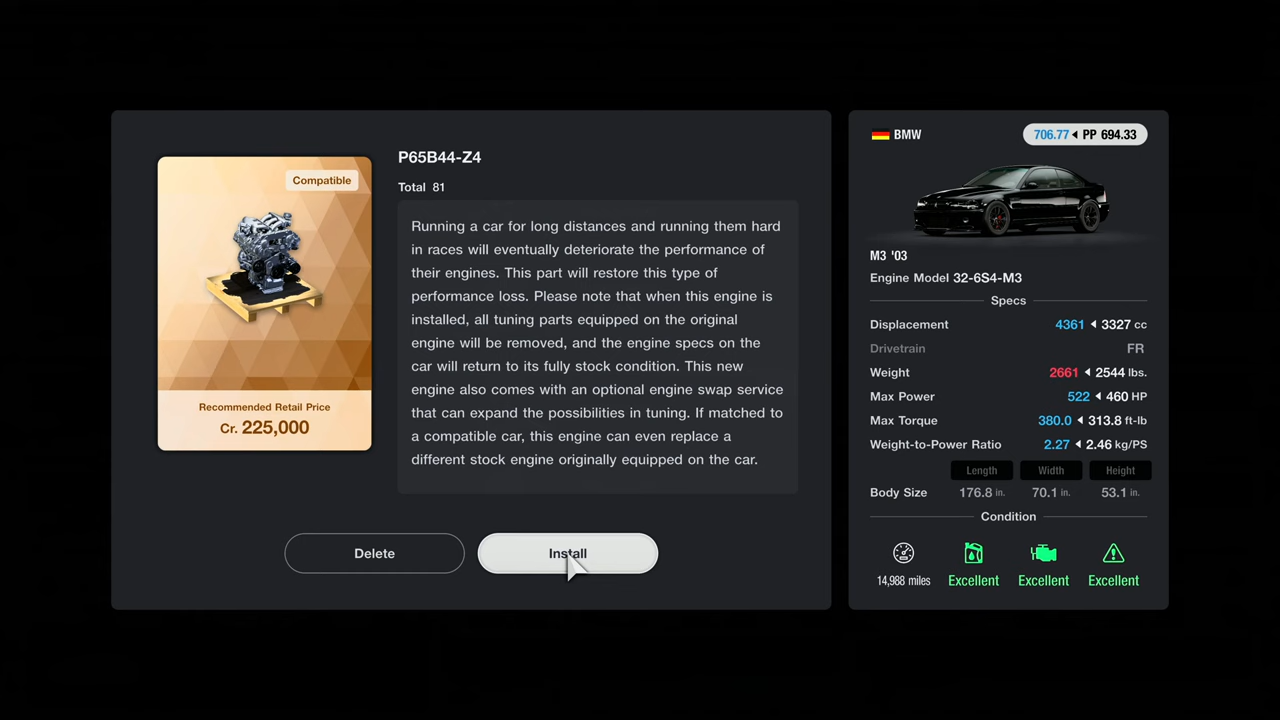 P65B44-Z4
Total 81
Compatible
Recommended Retail Price
Cr. 225,000
Running a car for long distances and running them hard
in races will eventually deteriorate the performance of
their engines. This part will restore this type of
performance loss. Please note that when this engine is
installed, all tuning parts equipped on the original
engine will be removed, and the engine specs on the
car will return to its fully stock condition. This new
engine also comes with an optional engine swap service
that can expand the possibilities in tuning. If matched to
a compatible car, this engine can even replace a
different stock engine originally equipped on the car.
Delete
Install
BMW
706.77 ◀ PP 694.33
M3 '03
Engine Model 32-6S4-M3
Specs
Displacement 4361 ◀ 3327 cc
Drivetrain FR
Weight 2661 ◀ 2544 lbs.
Max Power 522 ◀ 460 HP
Max Torque 380.0 ◀ 313.8 ft-lb
Weight-to-Power Ratio 2.27 ◀ 2.46 kg/PS
Length Width Height
Body Size 176.8 in. 70.1 in. 53.1 in.
Condition
14,988 miles Excellent Excellent Excellent